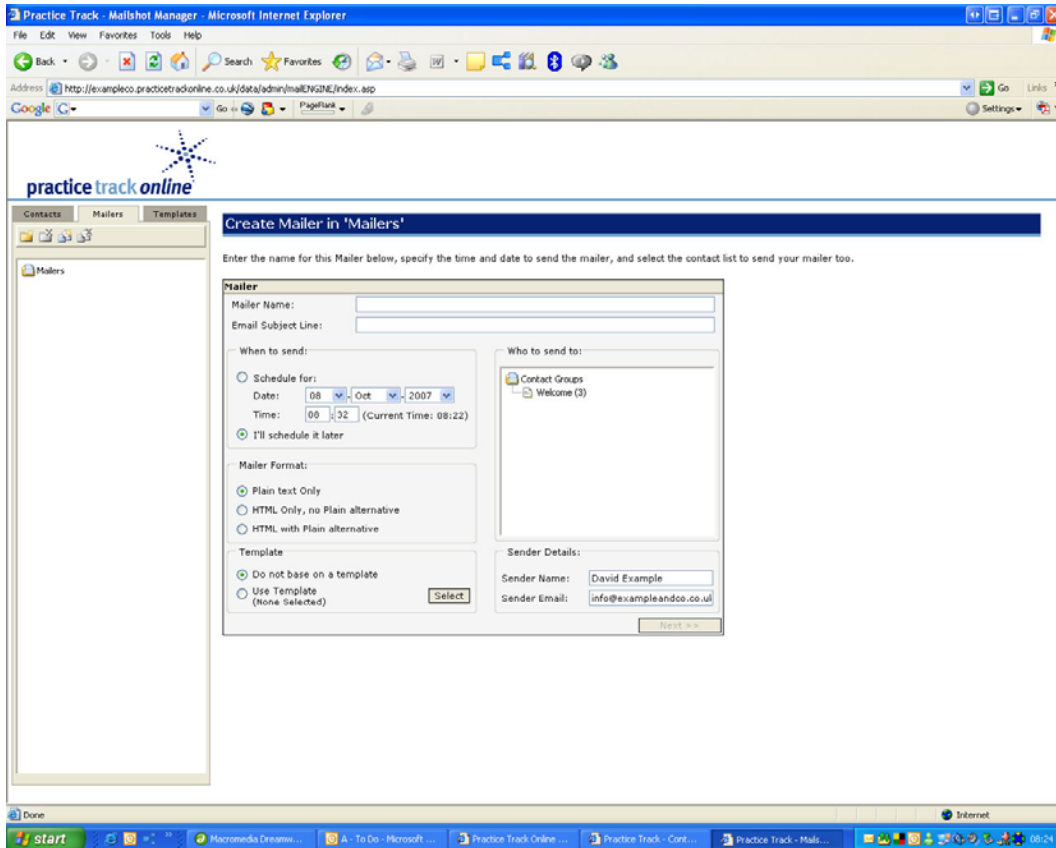 Practice Track - Mailshot Manager - Microsoft Internet Explorer
File Edit View Favorites Tools Help
Back Search Favorites
Address http://exampleco.practicetrackonline.co.uk/data/admin/mailENGINE/index.asp Go Links
Google Go PageRank Settings
practice track online
Contacts Mailers Templates
Create Mailer in 'Mailers'
Enter the name for this Mailer below, specify the time and date to send the mailer, and select the contact list to send your mailer too.
Mailers
Mailer
Mailer Name:
Email Subject Line:
When to send:
Schedule for:
Date: 08 - Oct - 2007
Time: 08 : 32 (Current Time: 08:22)
I'll schedule it later
Who to send to:
Contact Groups
Welcome (3)
Mailer Format:
Plain text Only
HTML Only, no Plain alternative
HTML with Plain alternative
Template
Do not base on a template
Use Template
(None Selected)
Select
Sender Details:
Sender Name: David Example
Sender Email: info@exampleandco.co.uk
Next >>
Done Internet
start Macromedia Dreamw... A - To Do - Microsoft ... Practice Track Online ... Practice Track - Cont... Practice Track - Mails... 08:24